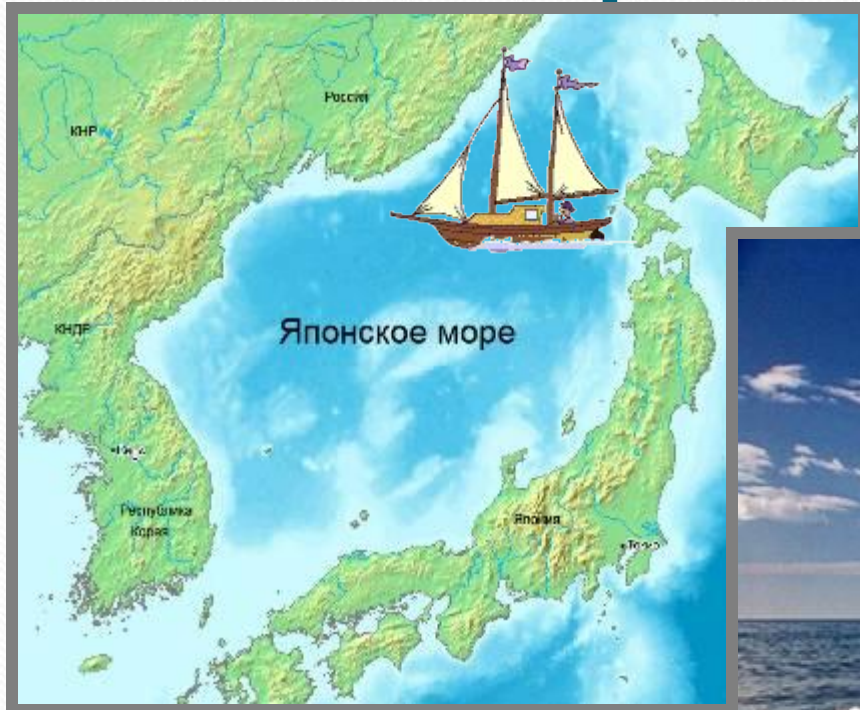 Россия
КНР
Японское море
КНДР
Республика
Корея
Япония
Токио